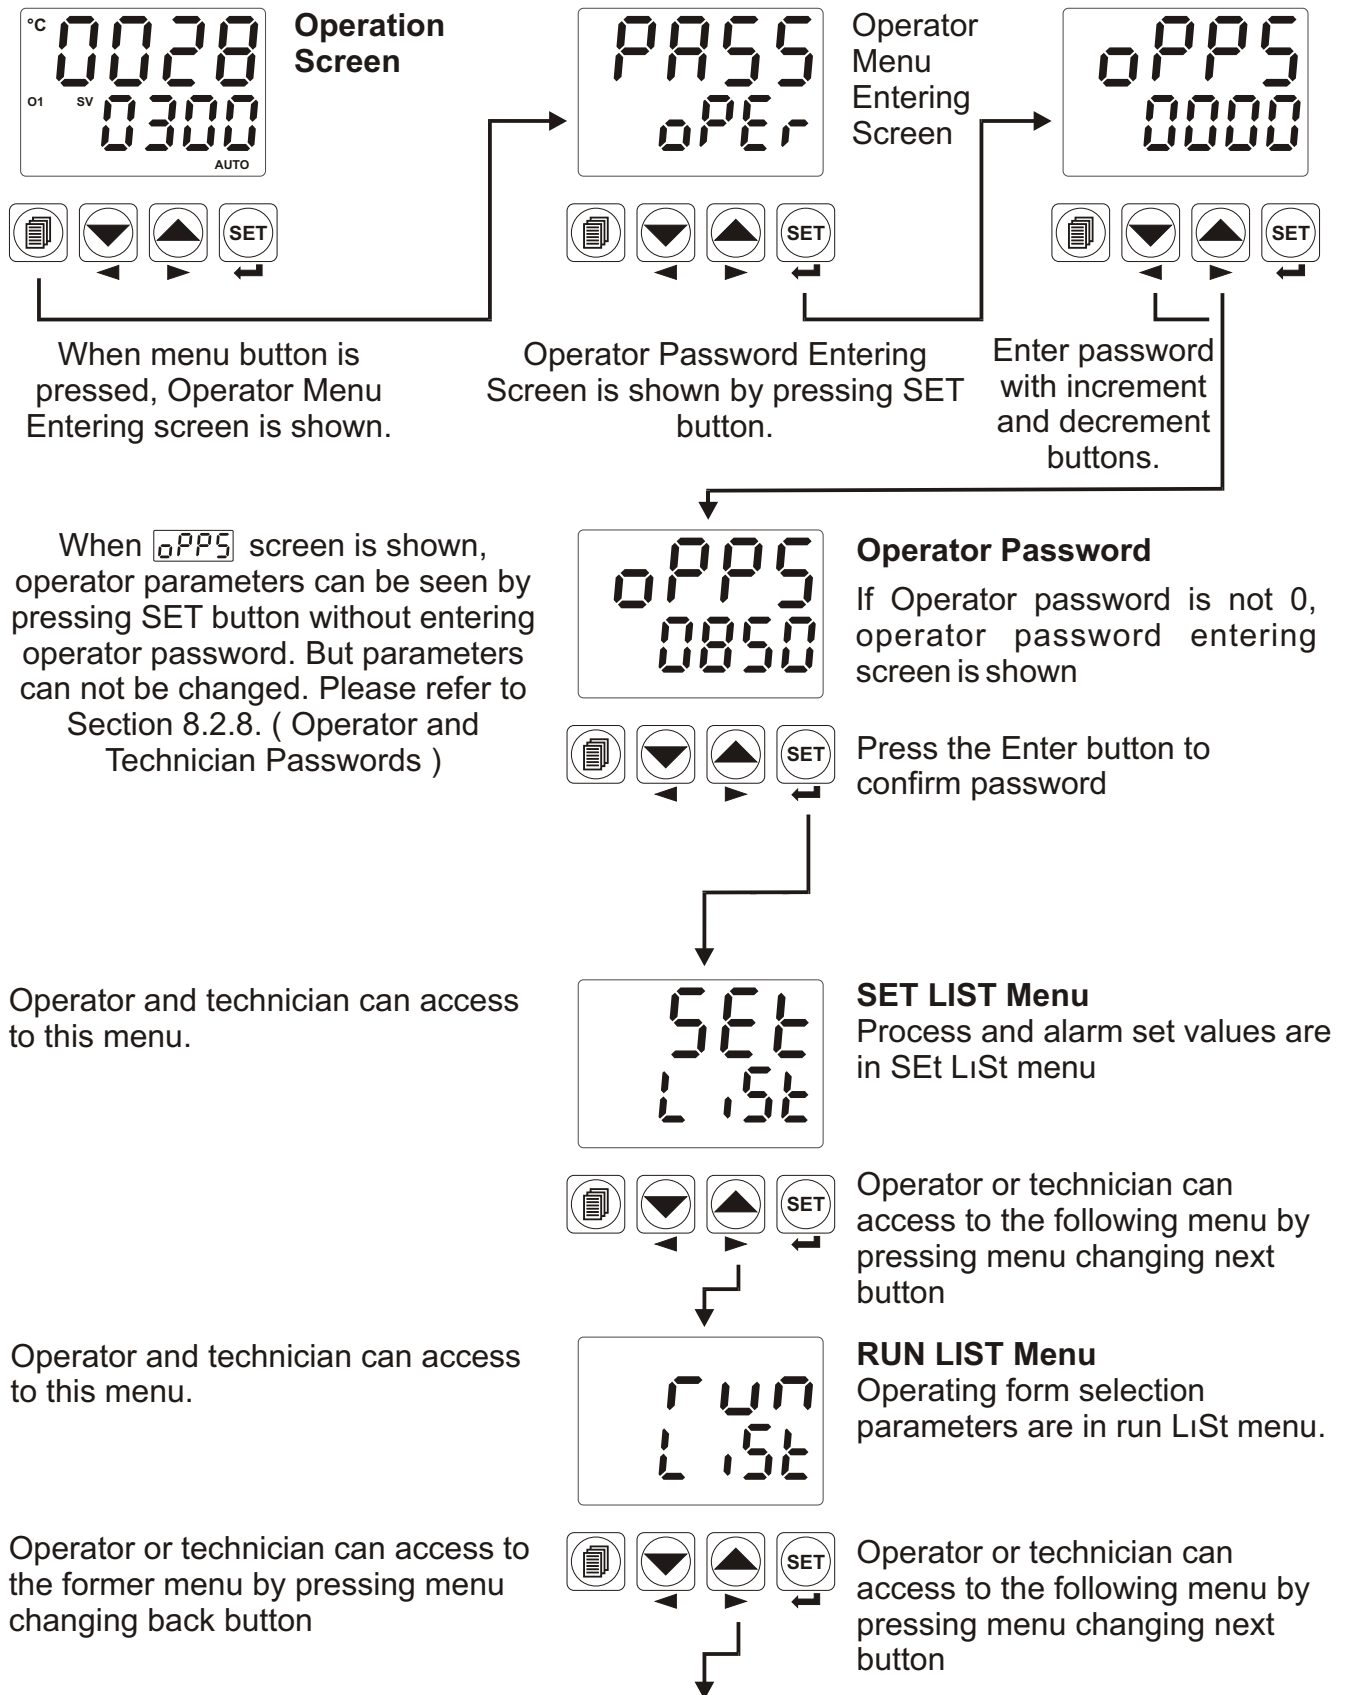 °C 0028
O1 SV 0300
AUTO
Operation
Screen
PASS
oPEr
Operator
Menu
Entering
Screen
oPPS
0000
SET
SET
SET
When menu button is
pressed, Operator Menu
Entering screen is shown.
Operator Password Entering
Screen is shown by pressing SET
button.
Enter password
with increment
and decrement
buttons.
When oPPS screen is shown,
operator parameters can be seen by
pressing SET button without entering
operator password. But parameters
can not be changed. Please refer to
Section 8.2.8. ( Operator and
Technician Passwords )
oPPS
0850
SET
Operator Password
If Operator password is not 0,
operator password entering
screen is shown
Press the Enter button to
confirm password
Operator and technician can access
to this menu.
SEt
LiSt
SET
SET LIST Menu
Process and alarm set values are
in SEt LıSt menu
Operator or technician can
access to the following menu by
pressing menu changing next
button
Operator and technician can access
to this menu.
run
LiSt
RUN LIST Menu
Operating form selection
parameters are in run LıSt menu.
Operator or technician can access to
the former menu by pressing menu
changing back button
SET
Operator or technician can
access to the following menu by
pressing menu changing next
button